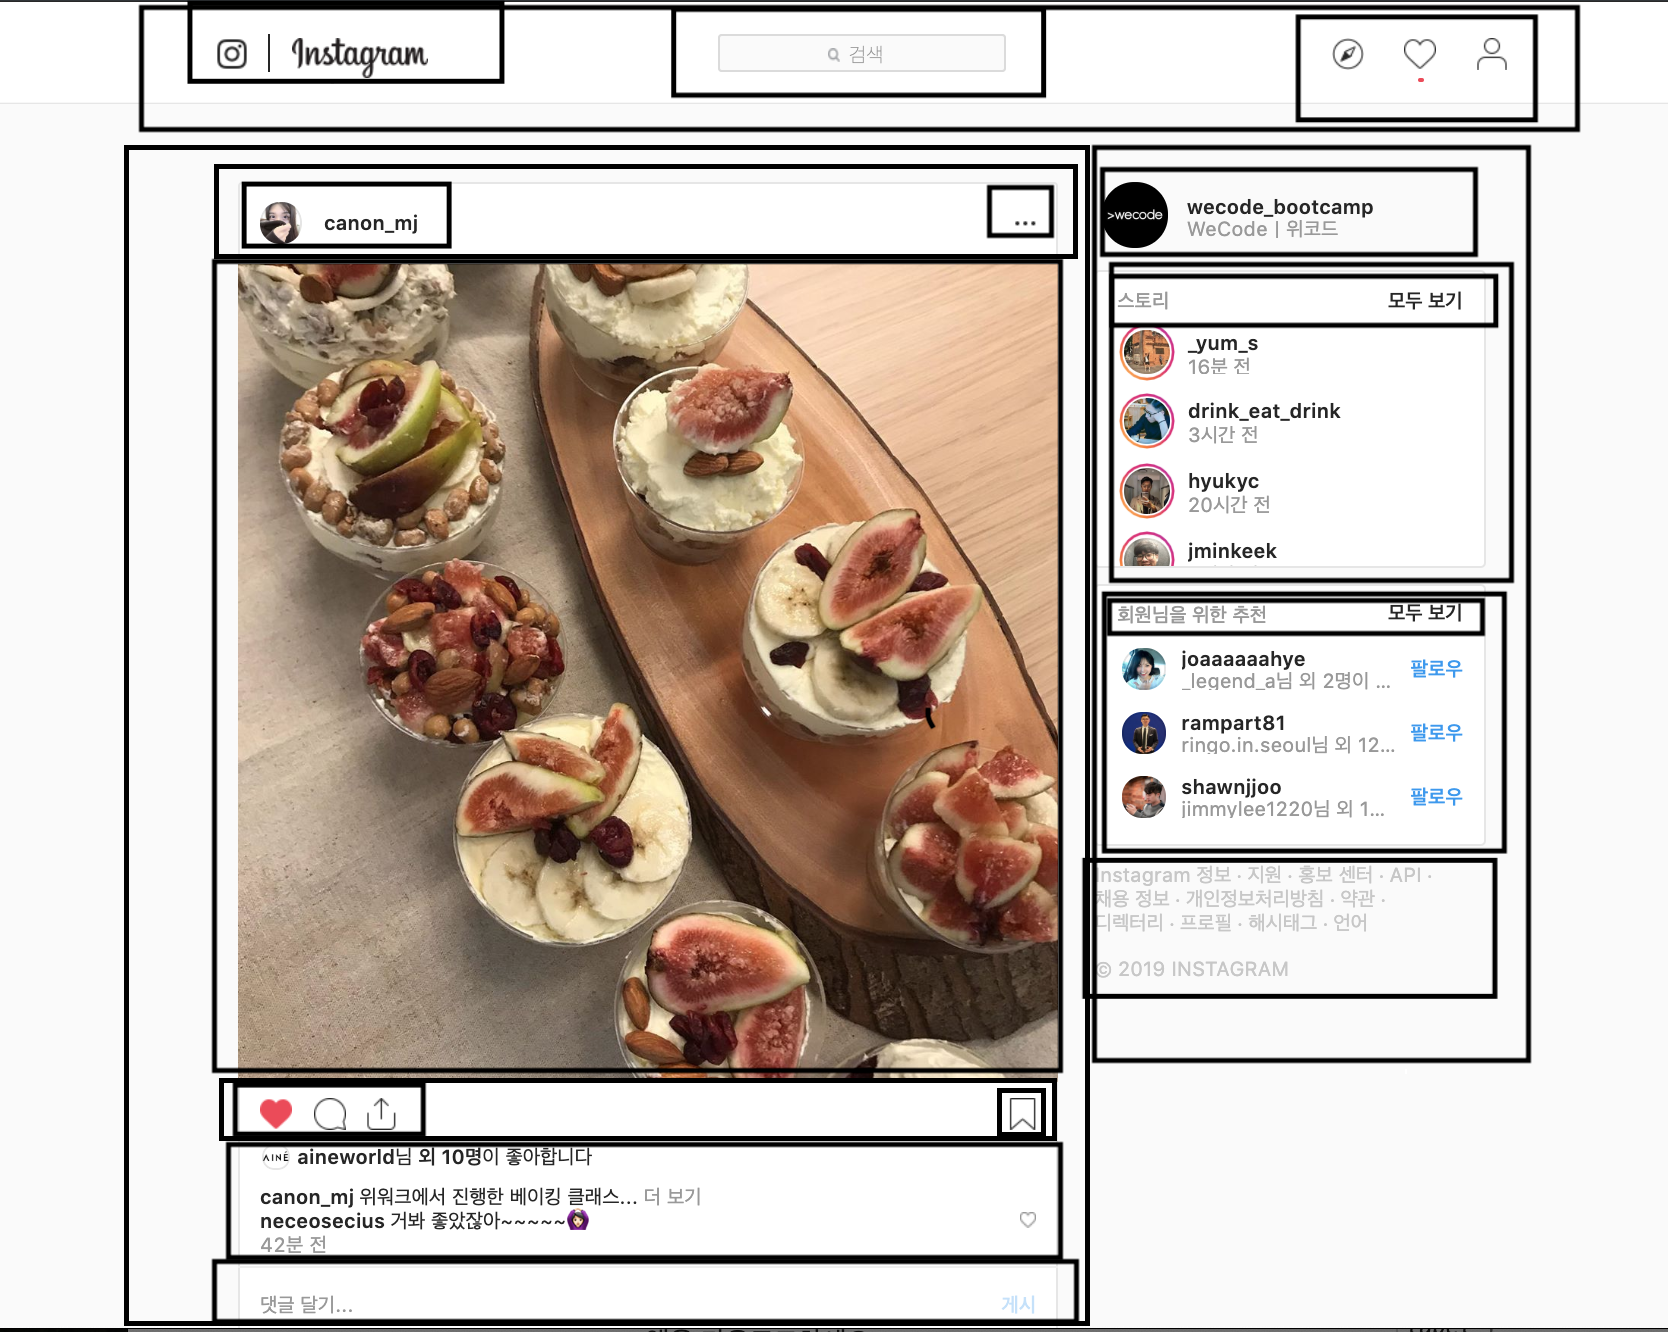 Instagram
검색
canon_mj
...
aineworld님 외 10명이 좋아합니다
AINÉ
canon_mj 위워크에서 진행한 베이킹 클래스... 더 보기
neceosecius 거봐 좋았잖아~~~~~🙆🏻‍♀️
42분 전
댓글 달기...
게시
>wecode
wecode_bootcamp
WeCode | 위코드
스토리
모두 보기
_yum_s
16분 전
drink_eat_drink
3시간 전
hyukyc
20시간 전
jminkeek
회원님을 위한 추천
모두 보기
joaaaaaahye
_legend_a님 외 2명이 ...
팔로우
rampart81
ringo.in.seoul님 외 12...
팔로우
shawnjjoo
jimmylee1220님 외 1...
팔로우
Instagram 정보 · 지원 · 홍보 센터 · API ·
채용 정보 · 개인정보처리방침 · 약관 ·
디렉터리 · 프로필 · 해시태그 · 언어
© 2019 INSTAGRAM